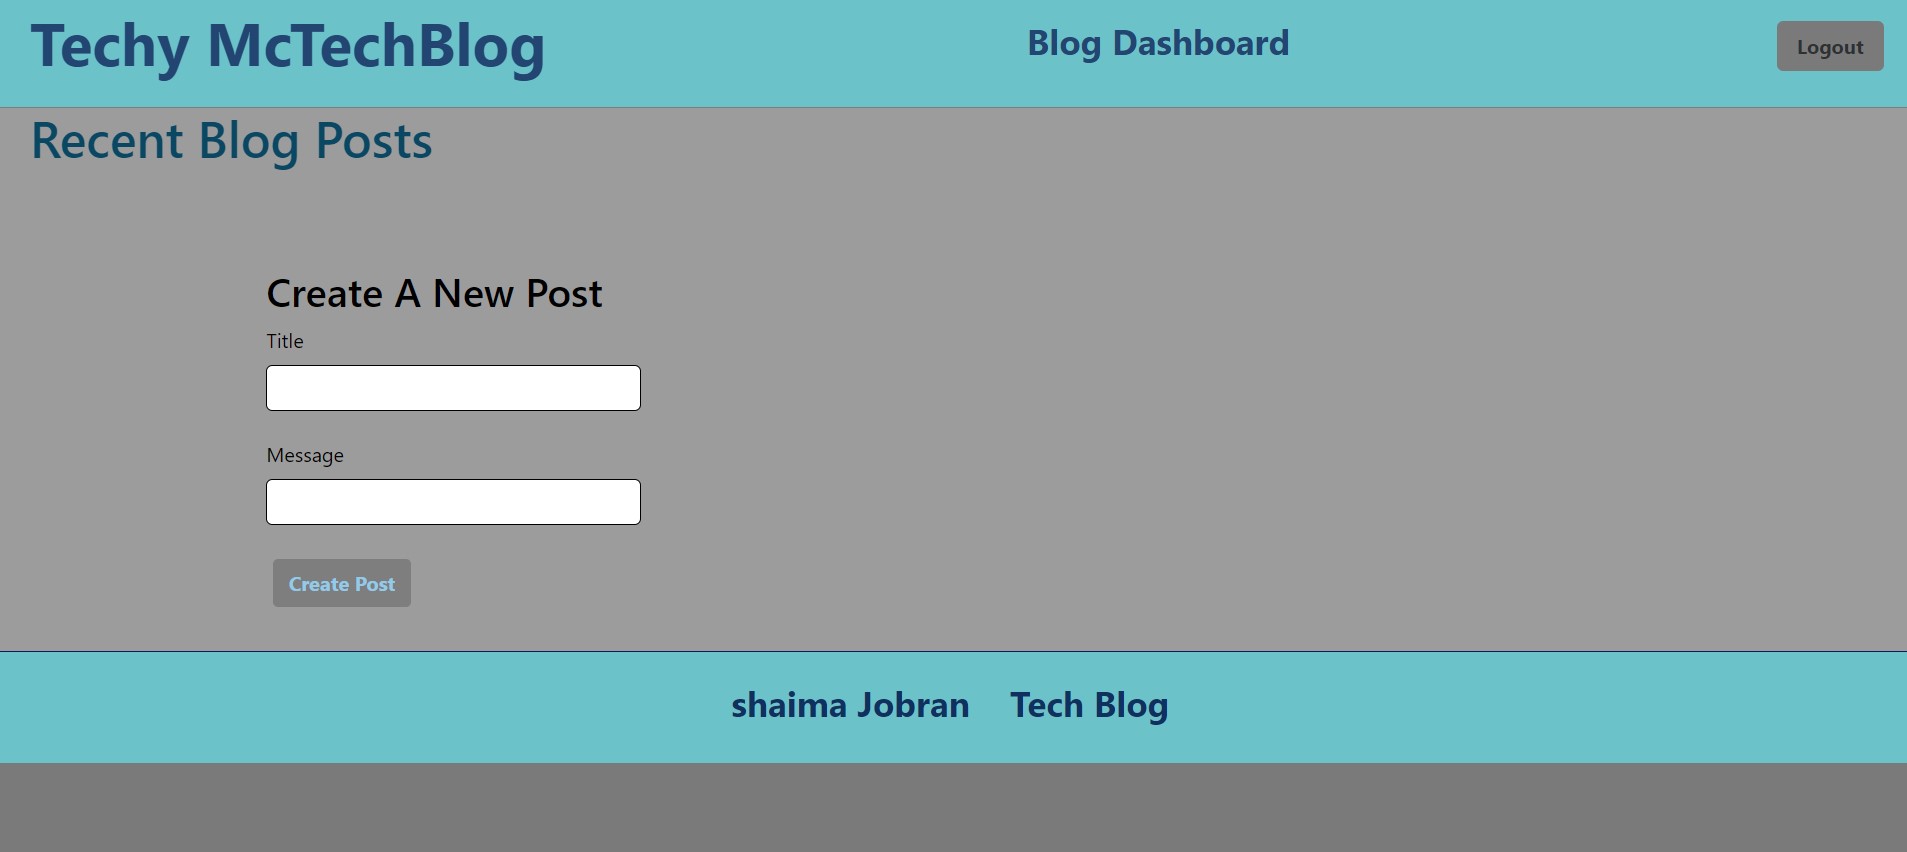 Techy McTechBlog
Blog Dashboard
Logout
Recent Blog Posts
Create A New Post
Title
Message
Create Post
shaima Jobran Tech Blog